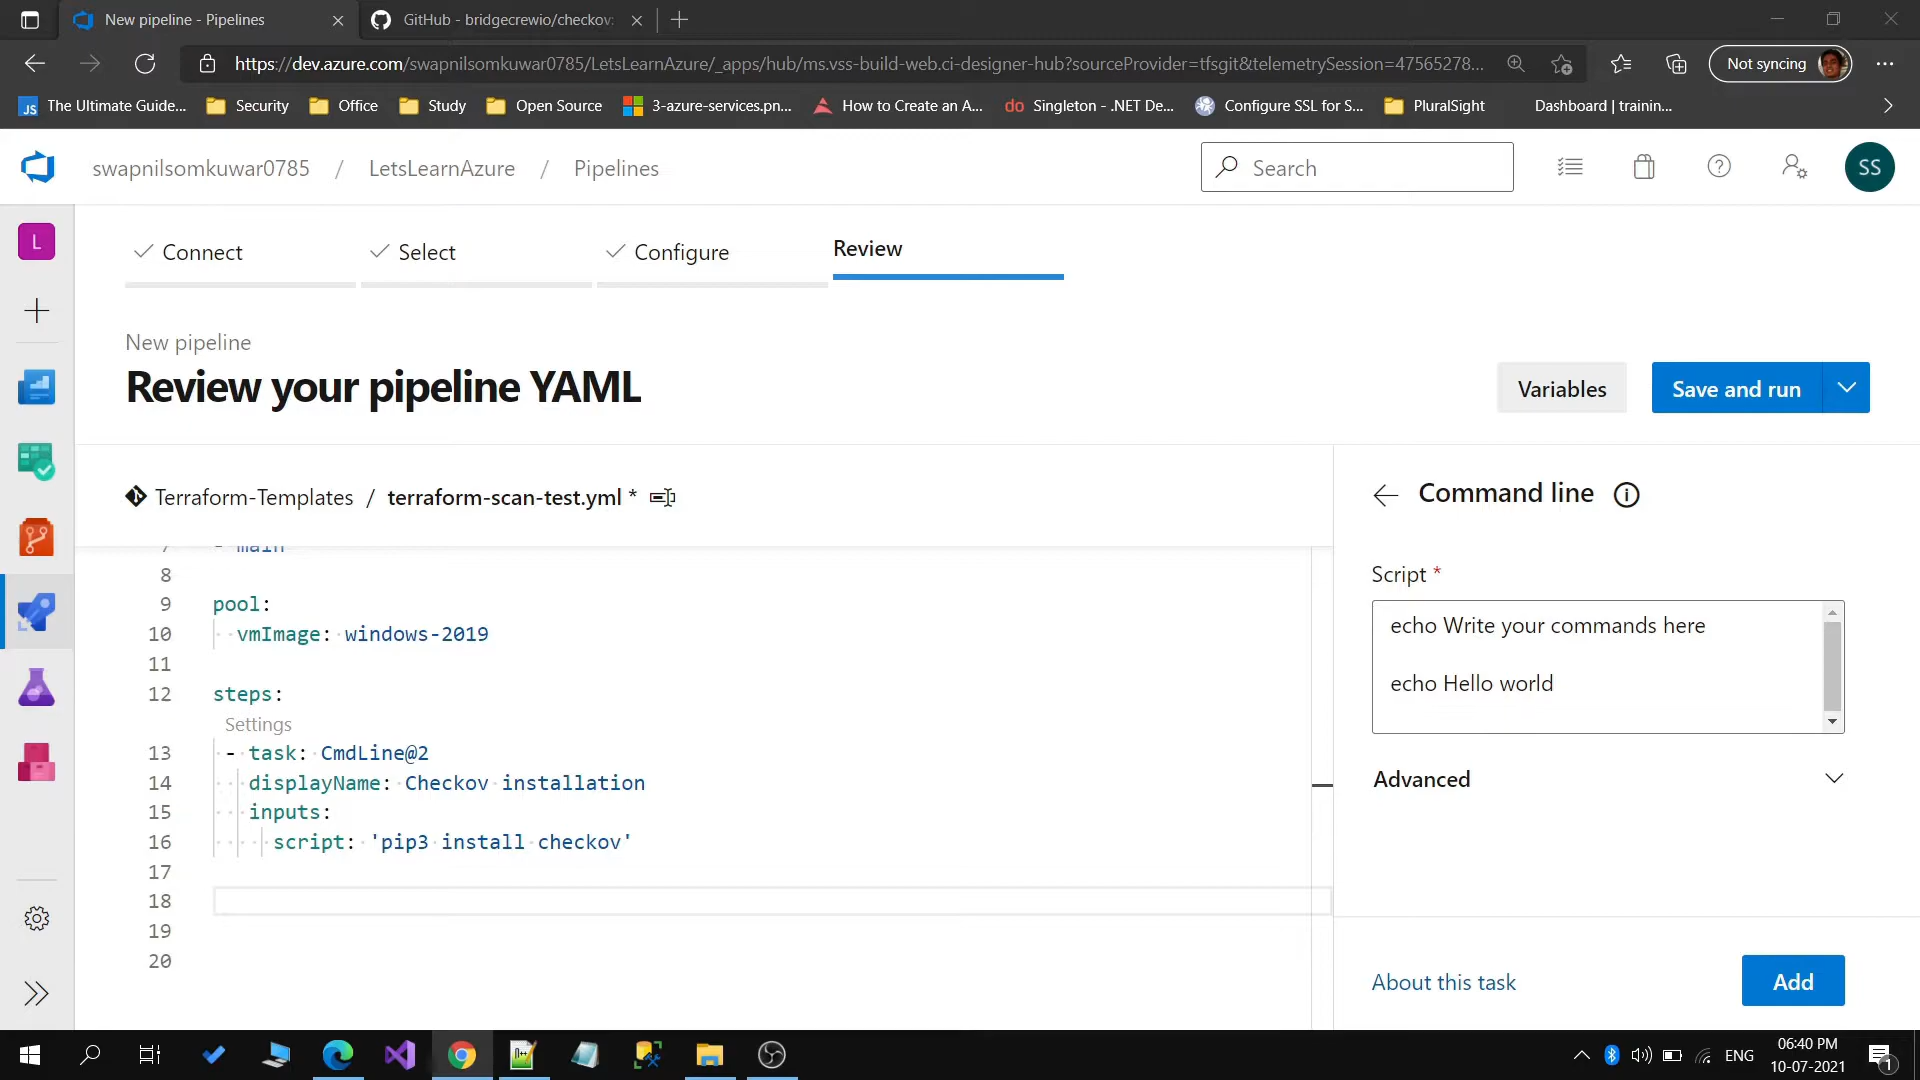 New pipeline - Pipelines
GitHub - bridgecrewio/checkov:
https://dev.azure.com/swapnilsomkuwar0785/LetsLearnAzure/_apps/hub/ms.vss-build-web.ci-designer-hub?sourceProvider=tfsgit&telemetrySession=47565278...
Not syncing
JS The Ultimate Guide...
Security
Office
Study
Open Source
3-azure-services.pn...
How to Create an A...
do Singleton - .NET De...
Configure SSL for S...
PluralSight
Dashboard | trainin...
swapnilsomkuwar0785 / LetsLearnAzure / Pipelines
Search
SS
L
Connect
Select
Configure
Review
New pipeline
Review your pipeline YAML
Variables
Save and run
Terraform-Templates / terraform-scan-test.yml *
7 - main
8
9 pool:
10 vmImage: windows-2019
11
12 steps:
Settings
13 - task: CmdLine@2
14 displayName: Checkov installation
15 inputs:
16 script: 'pip3 install checkov'
17
18
19
20
Command line
Script *
echo Write your commands here
echo Hello world
Advanced
About this task
Add
ENG
06:40 PM
10-07-2021
1